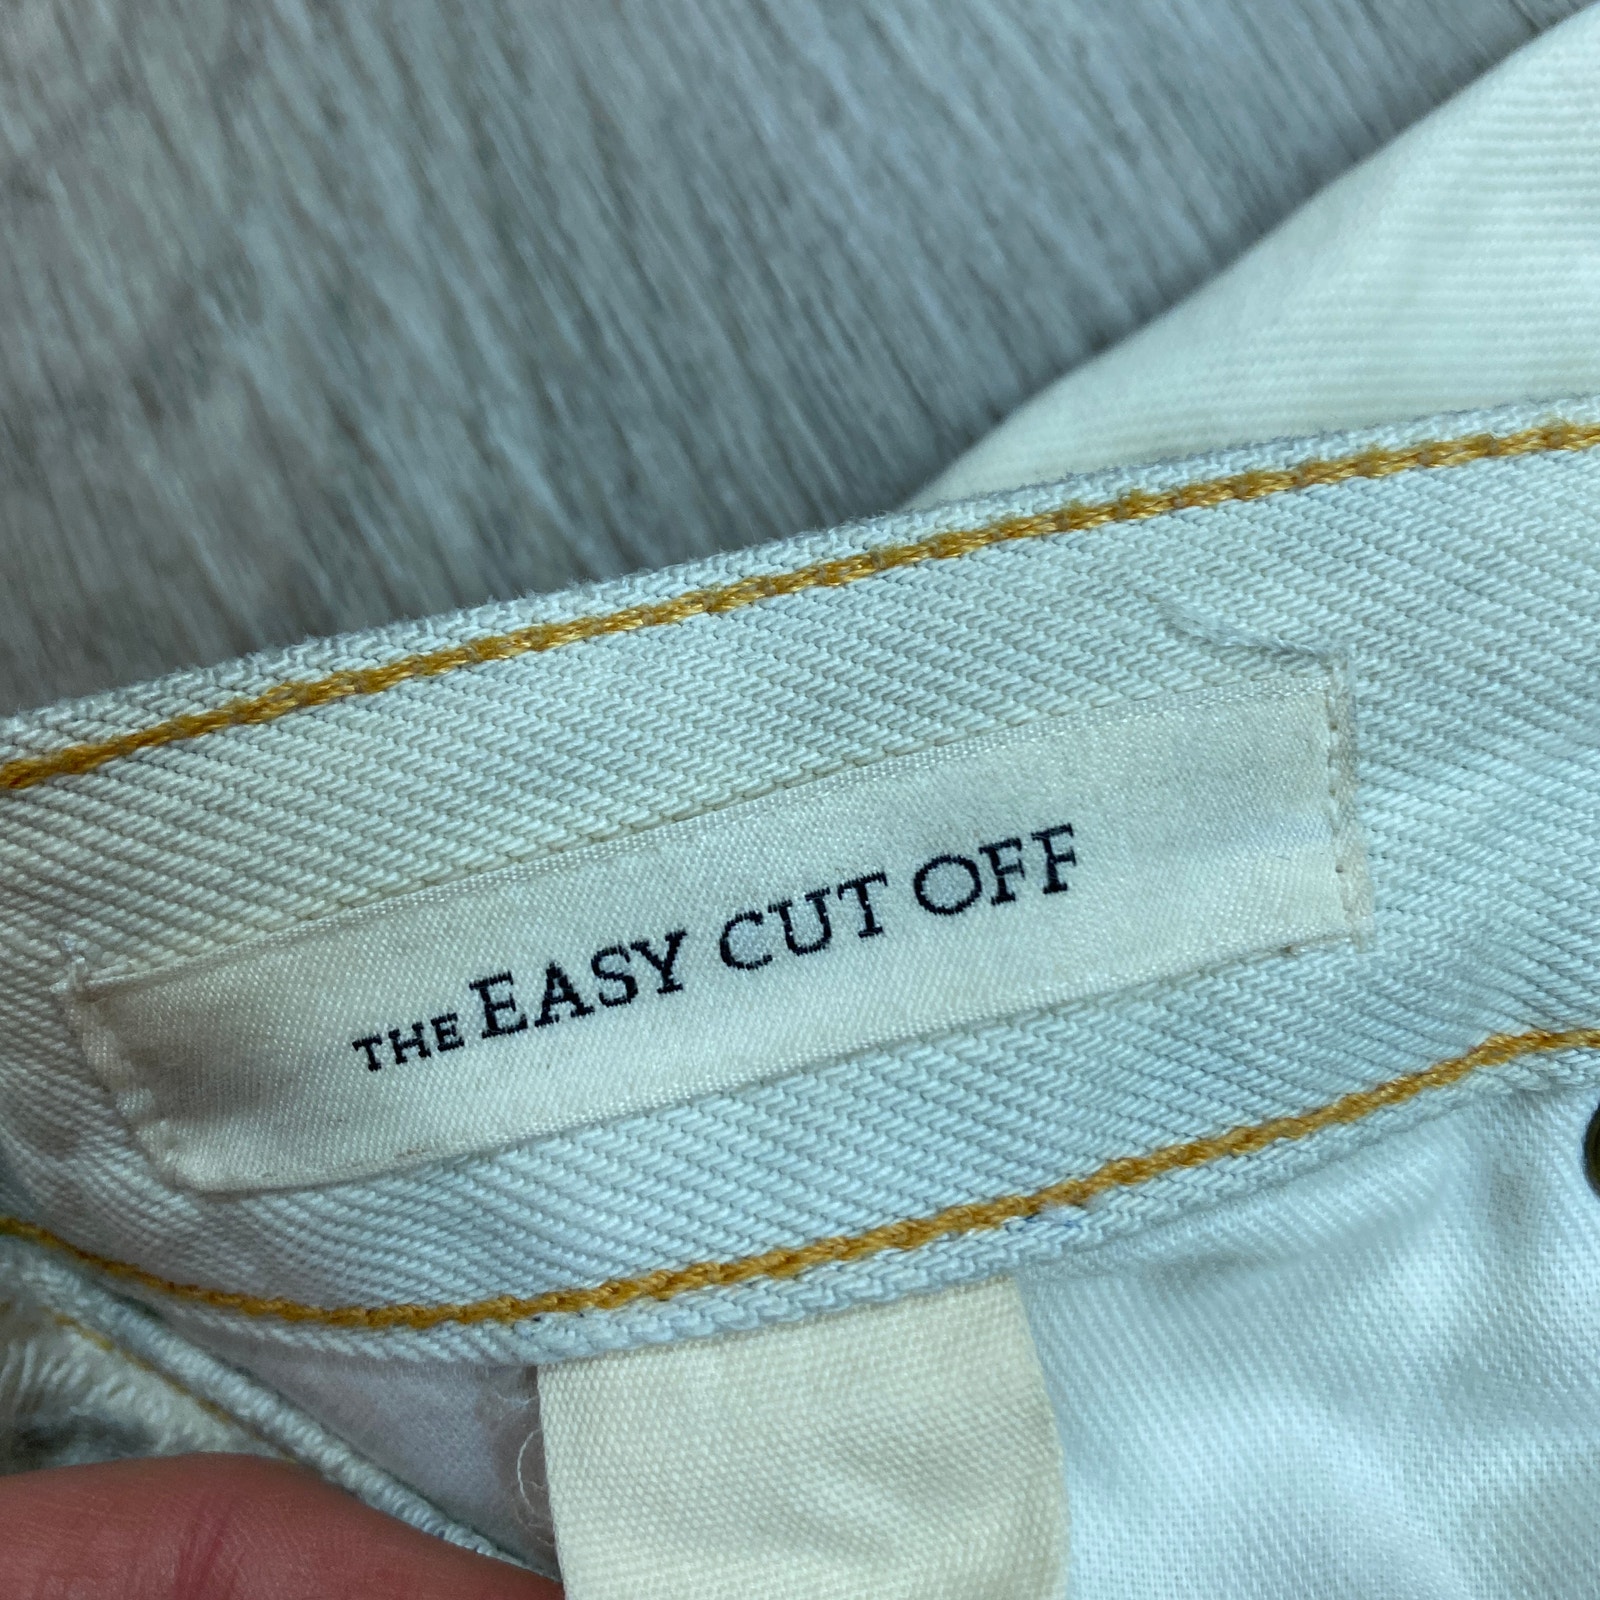 THE EASY CUT OFF